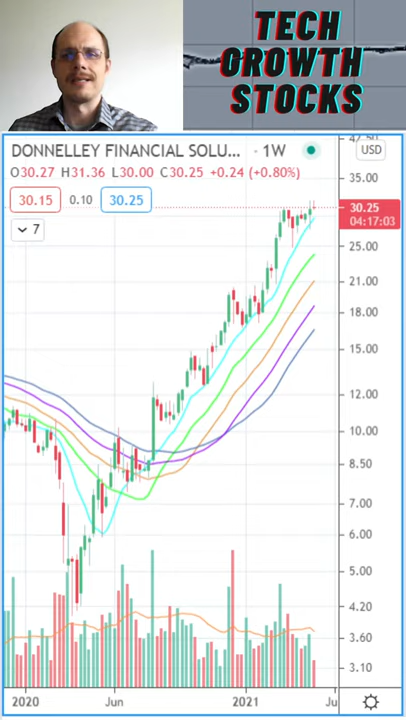 TECH
GROWTH
STOCKS
DONNELLEY FINANCIAL SOLU... · 1W
USD
O30.27 H31.36 L30.00 C30.25 +0.24 (+0.80%)
30.15 0.10 30.25
7
35.00
30.25
04:17:03
25.00
21.00
18.00
15.00
12.00
10.00
8.50
7.00
6.00
5.00
4.20
3.60
3.10
2020 Jun 2021